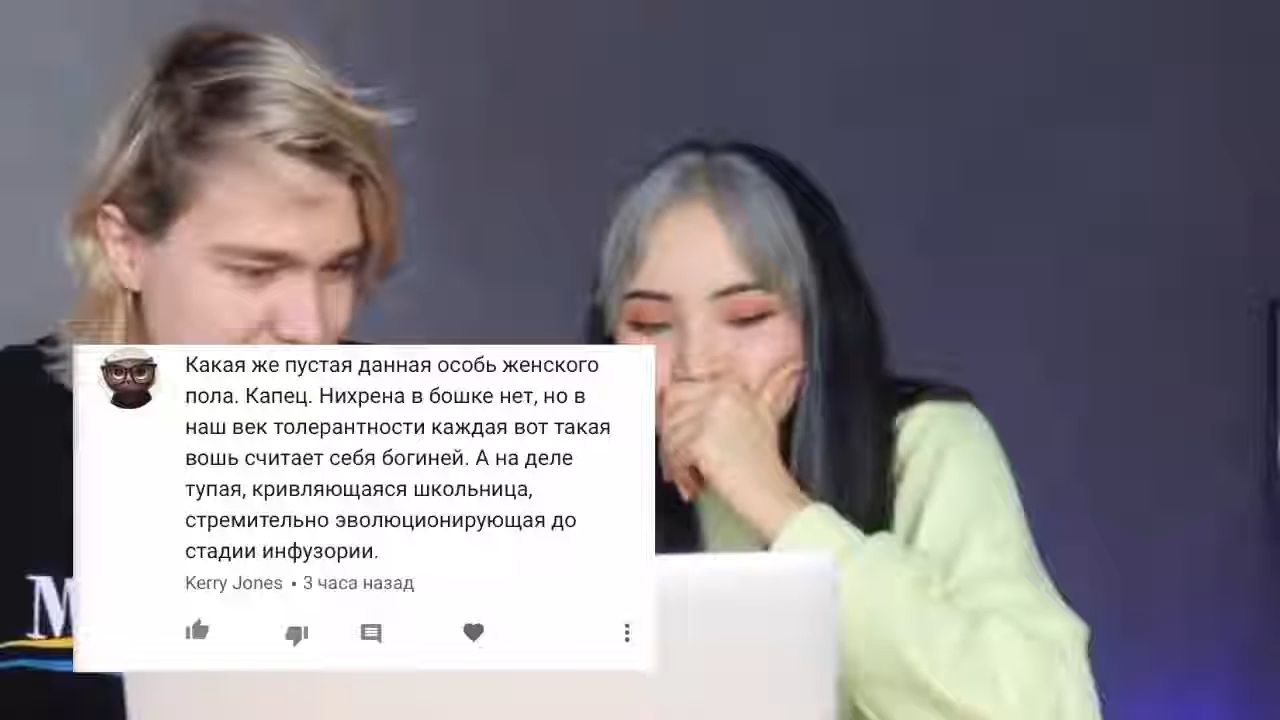 Какая же пустая данная особь женского
пола. Капец. Нихрена в бошке нет, но в
наш век толерантности каждая вот такая
вошь считает себя богиней. А на деле
тупая, кривляющаяся школьница,
стремительно эволюционирующая до
стадии инфузории.
Kerry Jones • 3 часа назад
M